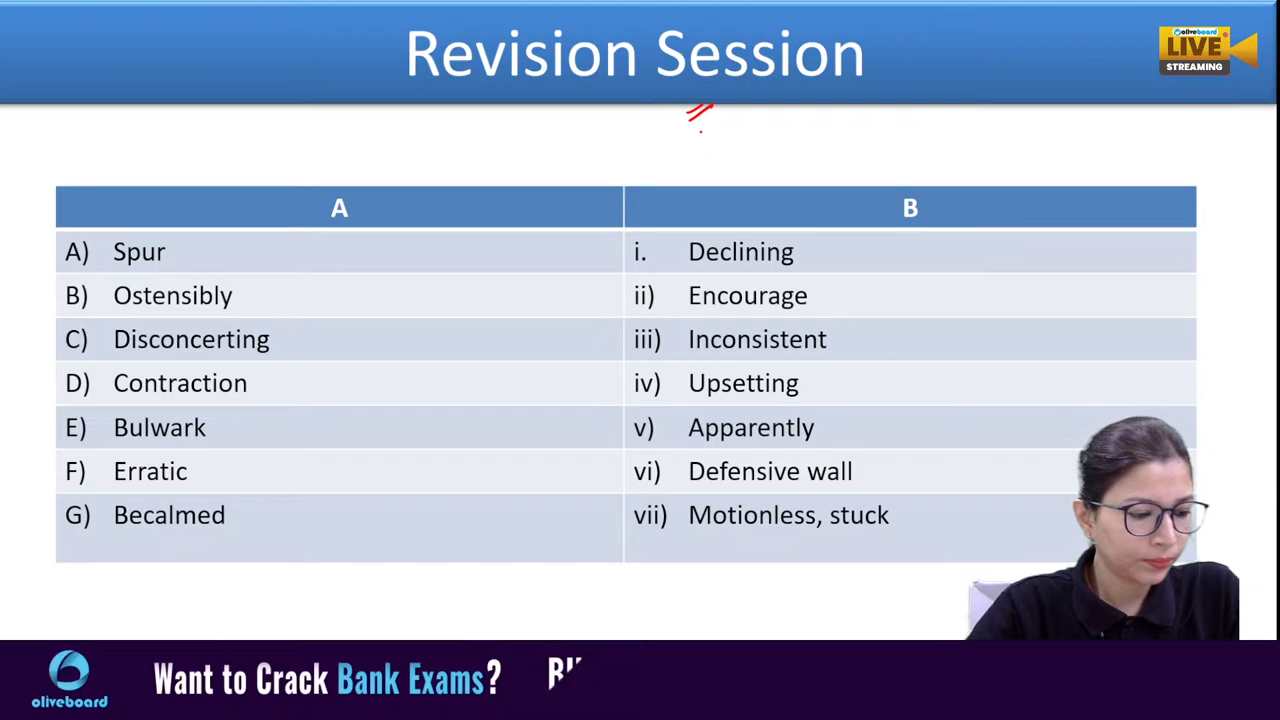 Revision Session
oliveboard
LIVE
STREAMING
A B
A) Spur i. Declining
B) Ostensibly ii) Encourage
C) Disconcerting iii) Inconsistent
D) Contraction iv) Upsetting
E) Bulwark v) Apparently
F) Erratic vi) Defensive wall
G) Becalmed vii) Motionless, stuck
Want to Crack Bank Exams?
oliveboard